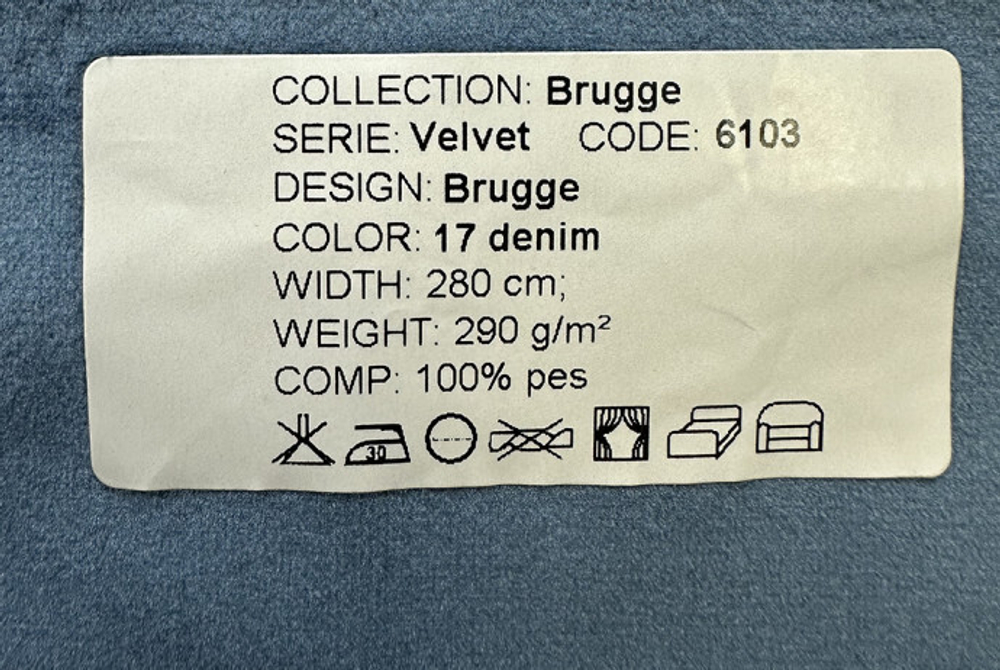 COLLECTION: Brugge
SERIE: Velvet CODE: 6103
DESIGN: Brugge
COLOR: 17 denim
WIDTH: 280 cm;
WEIGHT: 290 g/m²
COMP: 100% pes
30